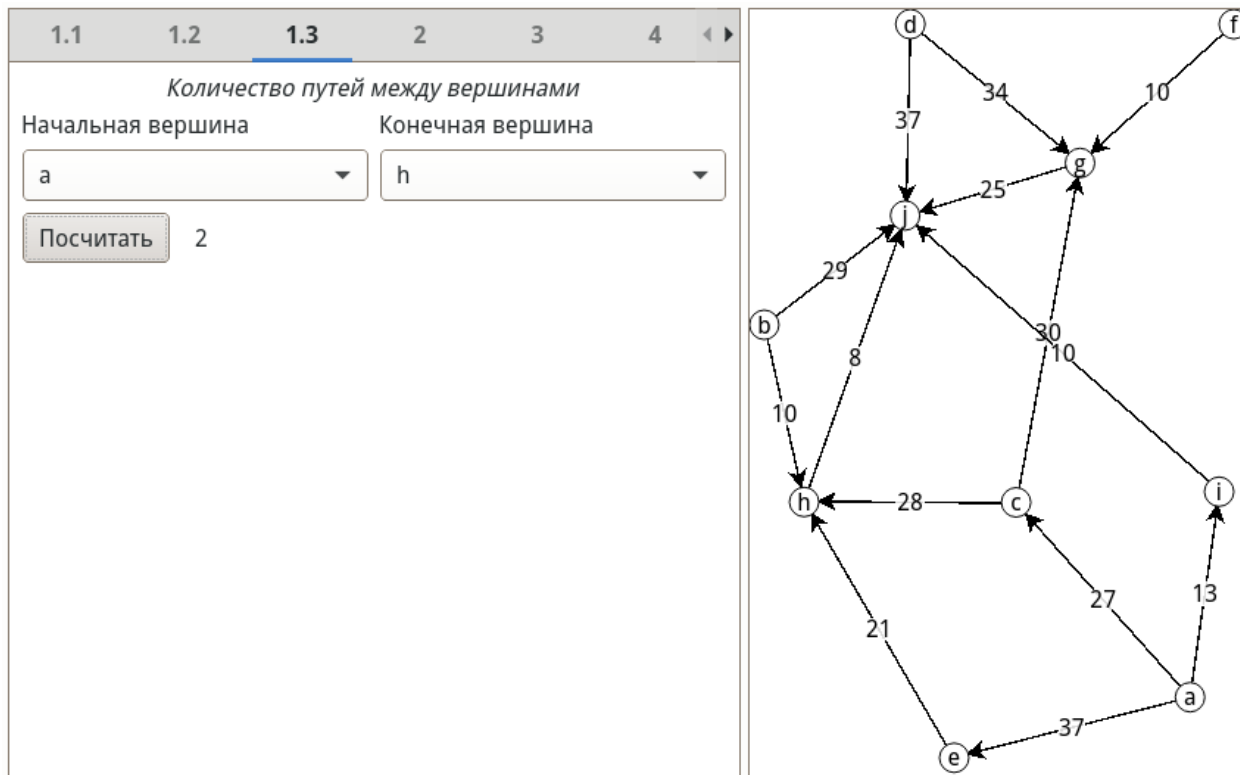 1.1 1.2 1.3 2 3 4
Количество путей между вершинами
Начальная вершина Конечная вершина
a h
Посчитать 2
d f
34 10
37
g
25
j
29
b
30
10
8
10
i
h 28 c
13
27
21
a
37
e